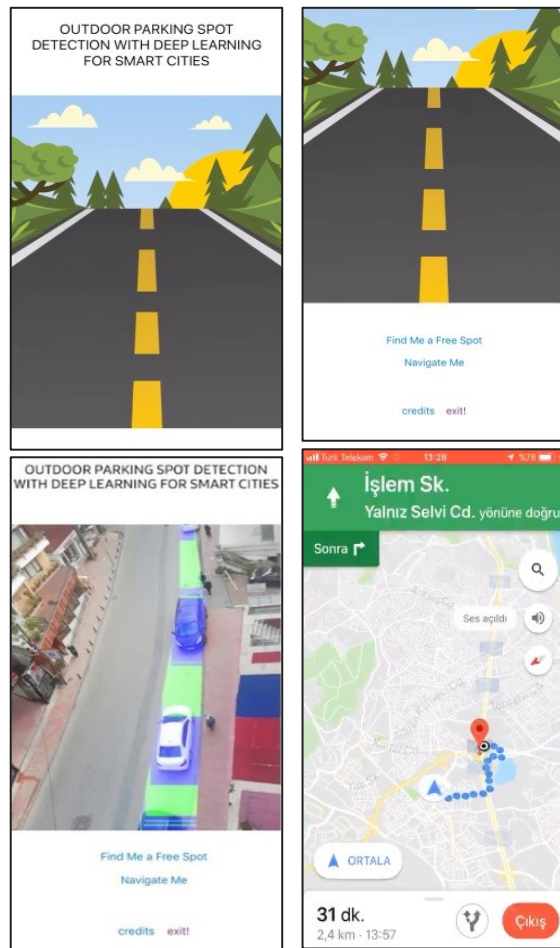 OUTDOOR PARKING SPOT
DETECTION WITH DEEP LEARNING
FOR SMART CITIES
Find Me a Free Spot
Navigate Me
credits exit!
OUTDOOR PARKING SPOT DETECTION
WITH DEEP LEARNING FOR SMART CITIES
Find Me a Free Spot
Navigate Me
credits exit!
Turk Telekom 13:28 %78
İşlem Sk.
Yalnız Selvi Cd. yönüne doğru
Sonra
Ses açıldı
ORTALA
31 dk.
2,4 km · 13:57
Çıkış